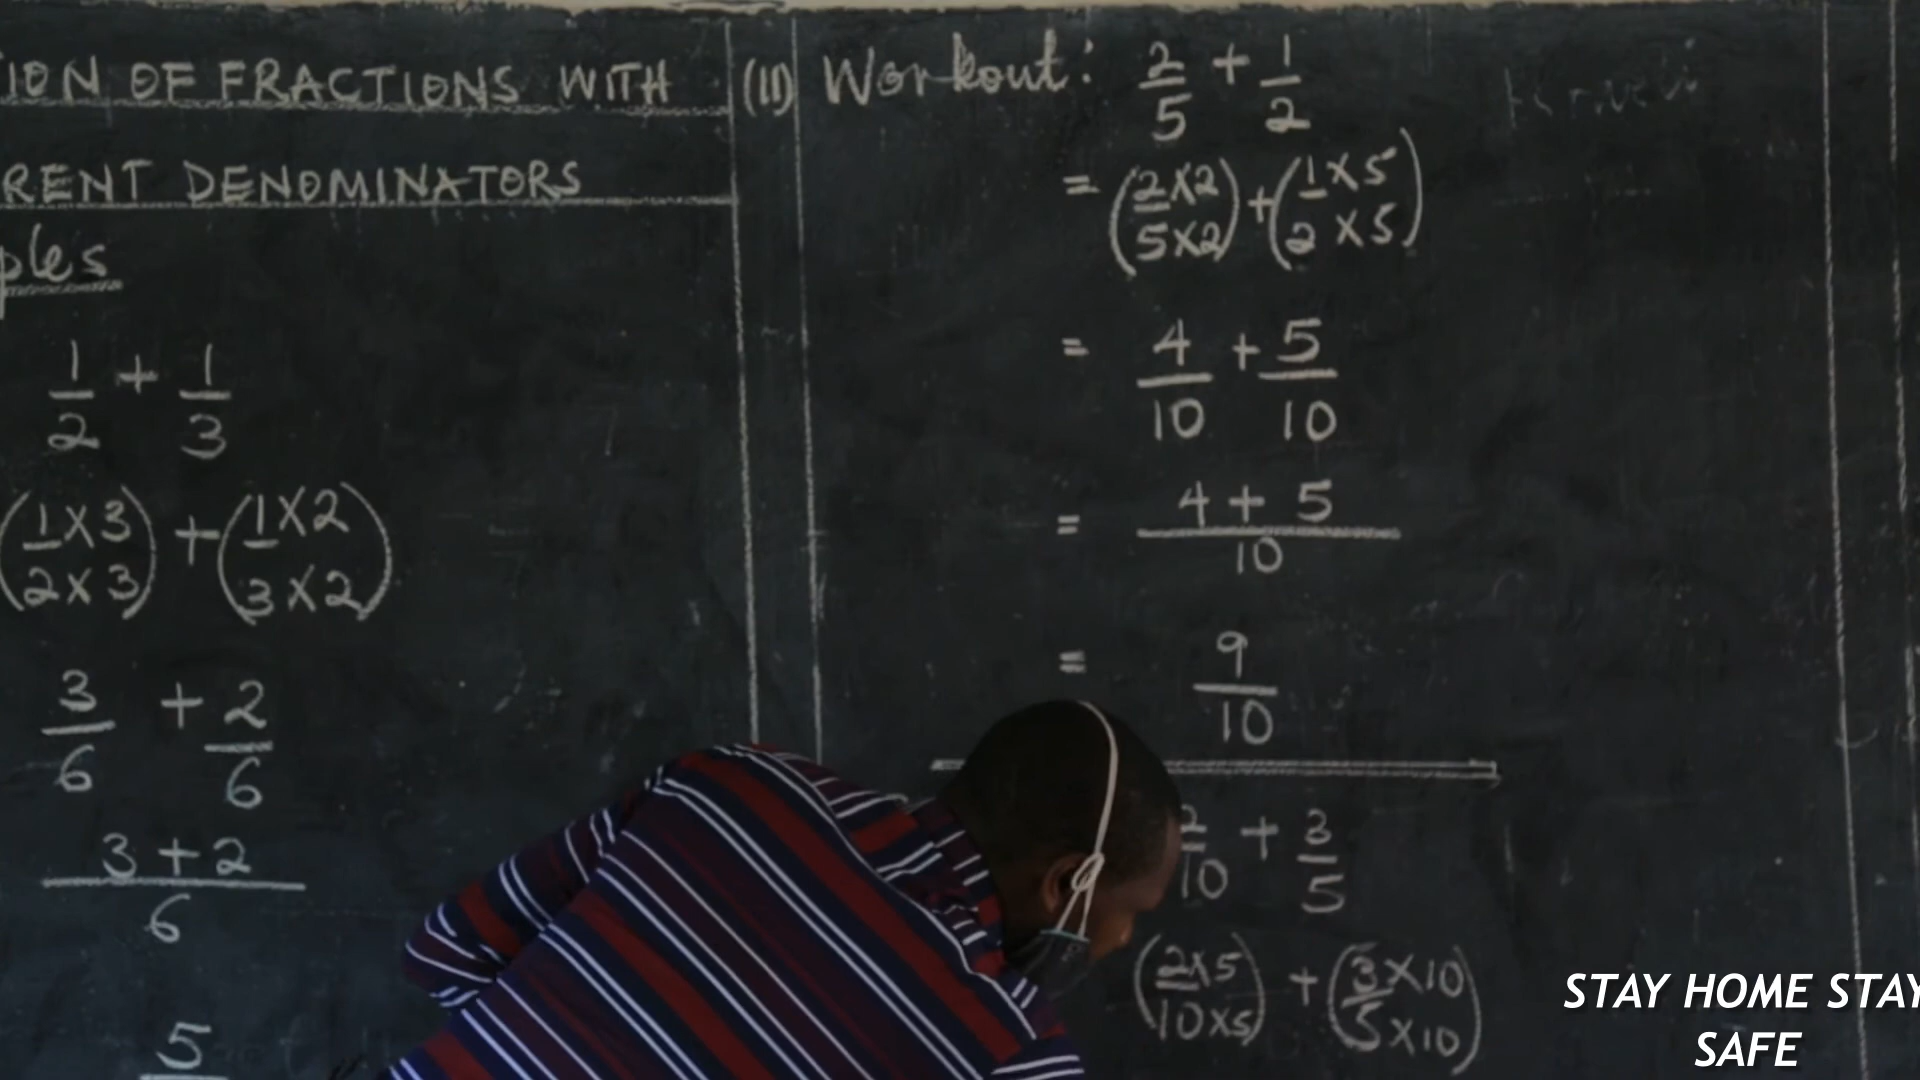 ION OF FRACTIONS WITH
RENT DENOMINATORS
ples
1/2 + 1/3
(1x3/2x3) + (1x2/3x2)
3/6 + 2/6
3+2/6
5
(II) Workout: 2/5 + 1/2
= (2x2/5x2) + (1x5/2x5)
= 4/10 + 5/10
= 4+5/10
= 9/10
2/10 + 3/5
(2x5/10x5) + (3x10/5x10)
STAY HOME STAY
SAFE